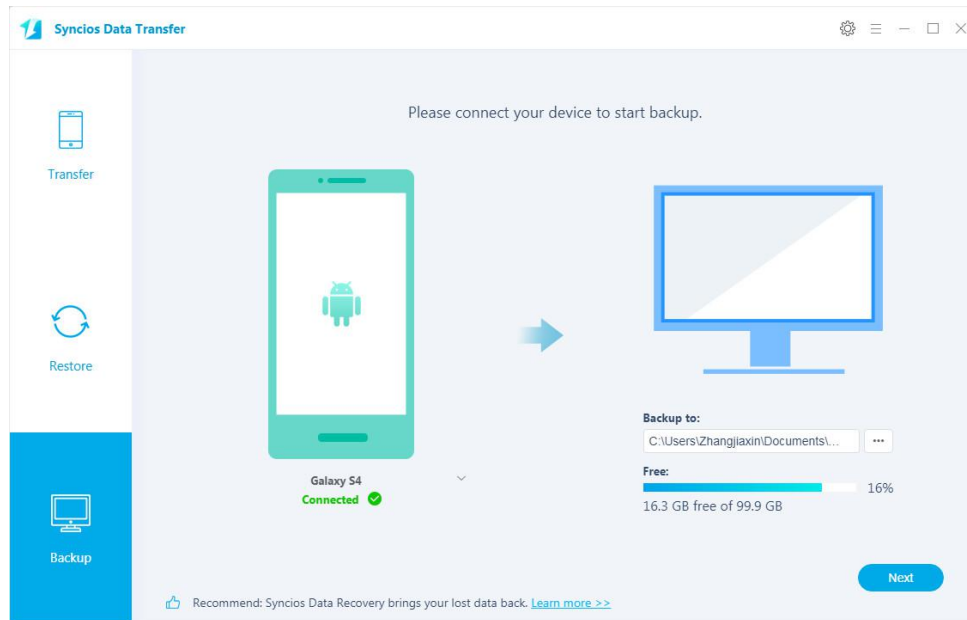 Syncios Data Transfer
Please connect your device to start backup.
Transfer
Restore
Backup
Galaxy S4
Connected
Backup to:
C:\Users\Zhangjiaxin\Documents\...
Free:
16%
16.3 GB free of 99.9 GB
Next
Recommend: Syncios Data Recovery brings your lost data back. Learn more >>